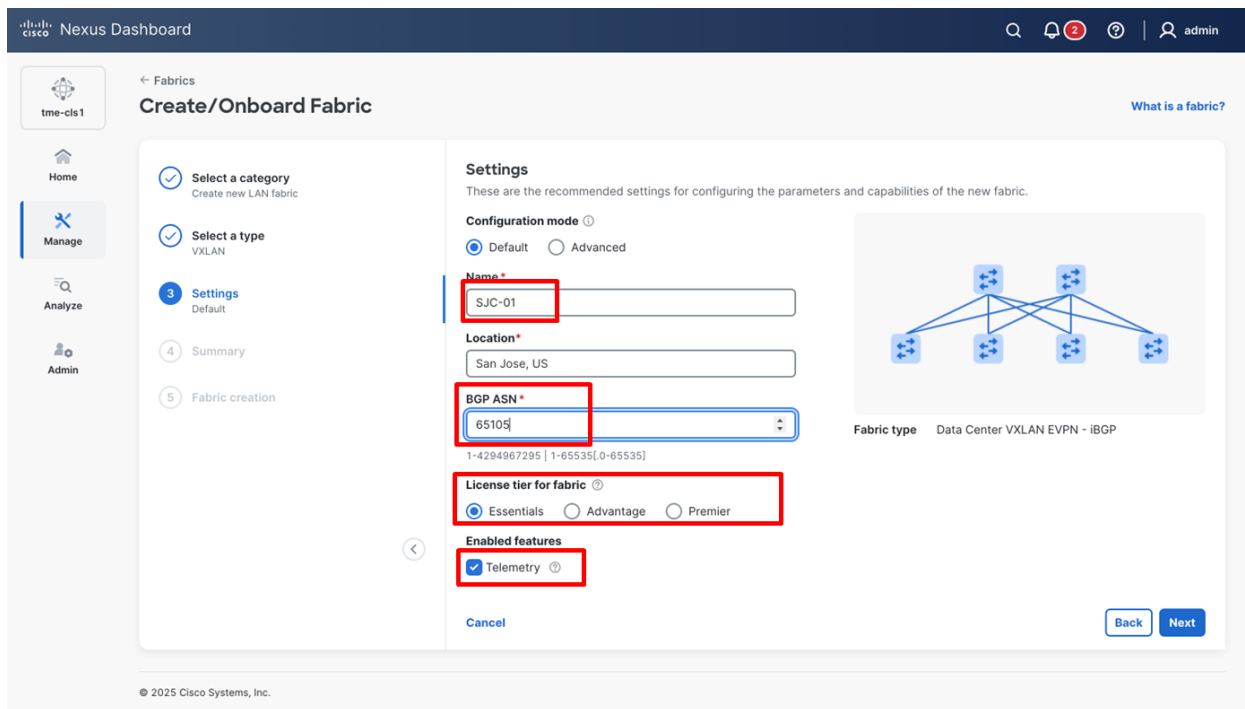 CISCO Nexus Dashboard
2
admin
tme-cls1
Home
Manage
Analyze
Admin
← Fabrics
Create/Onboard Fabric
What is a fabric?
Select a category
Create new LAN fabric
Select a type
VXLAN
3 Settings
Default
4 Summary
5 Fabric creation
Settings
These are the recommended settings for configuring the parameters and capabilities of the new fabric.
Configuration mode
Default Advanced
Name *
SJC-01
Location*
San Jose, US
BGP ASN *
65105
1-4294967295 | 1-65535[.0-65535]
License tier for fabric
Essentials Advantage Premier
Enabled features
Telemetry
Fabric type Data Center VXLAN EVPN - iBGP
Cancel
Back Next
© 2025 Cisco Systems, Inc.